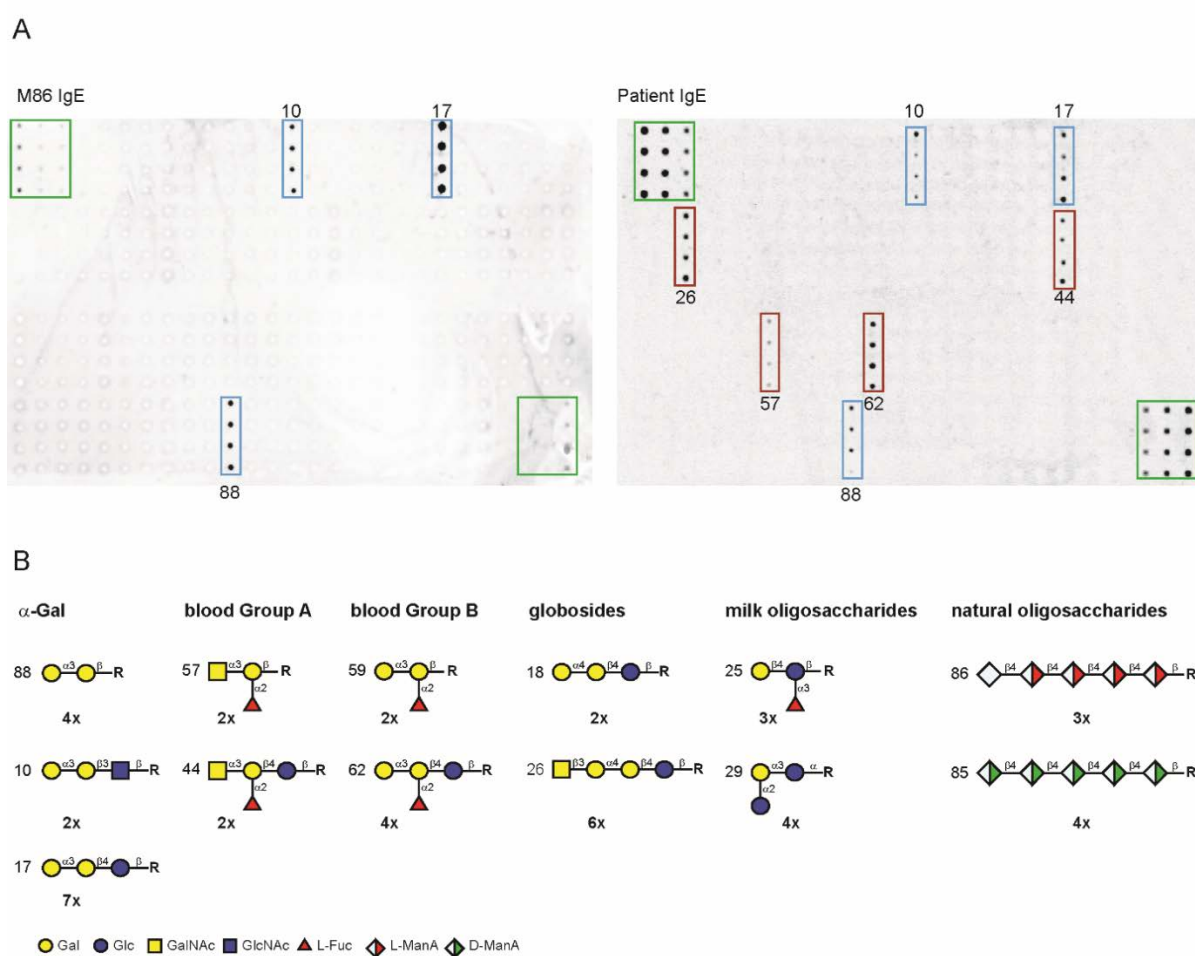 A
M86 IgE
10
17
88
Patient IgE
10
17
26
44
57
62
88
B
α-Gal
blood Group A
blood Group B
globosides
milk oligosaccharides
natural oligosaccharides
88 α3 β R
4x
57 α3 β R
α2
2x
59 α3 β R
α2
2x
18 α4 β4 β R
2x
25 β4 β R
α3
3x
86 β4 β4 β4 β4 β R
3x
10 α3 β3 β R
2x
44 α3 β4 β R
α2
2x
62 α3 β4 β R
α2
4x
26 β3 α4 β4 β R
6x
29 α3 α R
α2
4x
85 β4 β4 β4 β4 β R
4x
17 α3 β4 β R
7x
Gal Glc GalNAc GlcNAc L-Fuc L-ManA D-ManA